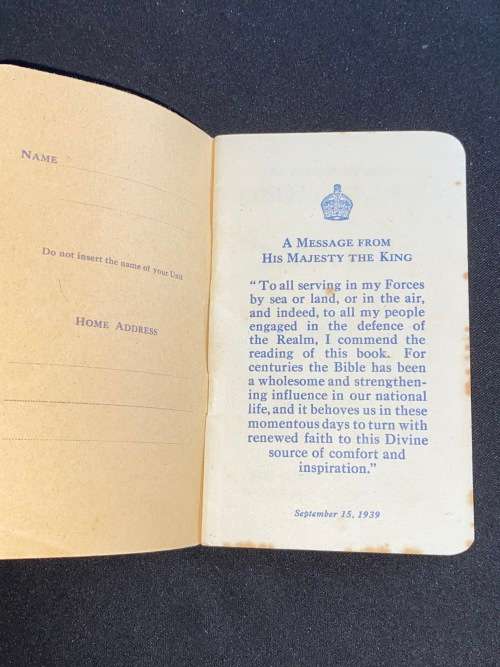 NAME
Do not insert the name of your Unit
HOME ADDRESS
A MESSAGE FROM
HIS MAJESTY THE KING
“To all serving in my Forces
by sea or land, or in the air,
and indeed, to all my people
engaged in the defence of
the Realm, I commend the
reading of this book. For
centuries the Bible has been
a wholesome and strengthen-
ing influence in our national
life, and it behoves us in these
momentous days to turn with
renewed faith to this Divine
source of comfort and
inspiration.”
September 15, 1939